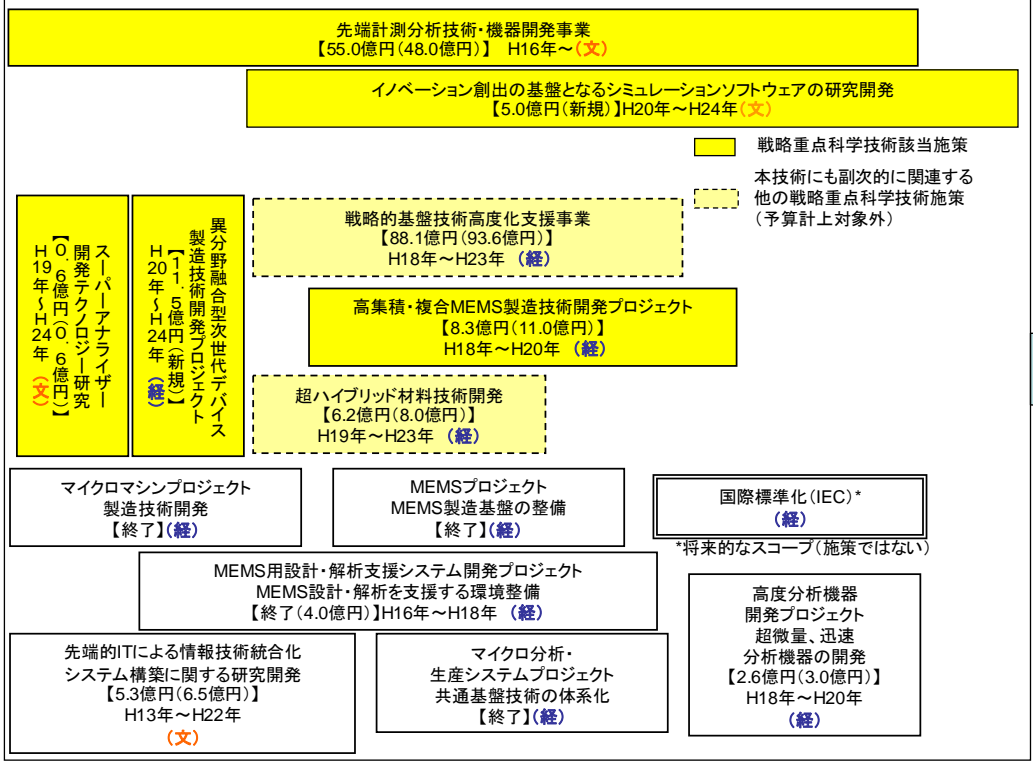 先端計測分析技術・機器開発事業
【55.0億円(48.0億円)】 H16年～(文)
イノベーション創出の基盤となるシミュレーションソフトウェアの研究開発
【5.0億円(新規)】H20年～H24年(文)
戦略重点科学技術該当施策
本技術にも副次的に関連する
他の戦略重点科学技術施策
(予算計上対象外)
スーパーアナライザー
開発テクノロジー研究
【0.6億円(0.6億円)】
H19年～H24年 (文)
異分野融合型次世代デバイス
製造技術開発プロジェクト
【11.5億円(新規)】
H20年～H24年 (経)
戦略的基盤技術高度化支援事業
【88.1億円(93.6億円)】
H18年～H23年 (経)
高集積・複合MEMS製造技術開発プロジェクト
【8.3億円(11.0億円)】
H18年～H20年 (経)
超ハイブリッド材料技術開発
【6.2億円(8.0億円)】
H19年～H23年 (経)
マイクロマシンプロジェクト
製造技術開発
【終了】(経)
MEMSプロジェクト
MEMS製造基盤の整備
【終了】(経)
国際標準化(IEC)*
(経)
*将来的なスコープ(施策ではない)
MEMS用設計・解析支援システム開発プロジェクト
MEMS設計・解析を支援する環境整備
【終了(4.0億円)】H16年～H18年 (経)
高度分析機器
開発プロジェクト
超微量、迅速
分析機器の開発
【2.6億円(3.0億円)】
H18年～H20年
(経)
先端的ITによる情報技術統合化
システム構築に関する研究開発
【5.3億円(6.5億円)】
H13年～H22年
(文)
マイクロ分析・
生産システムプロジェクト
共通基盤技術の体系化
【終了】(経)